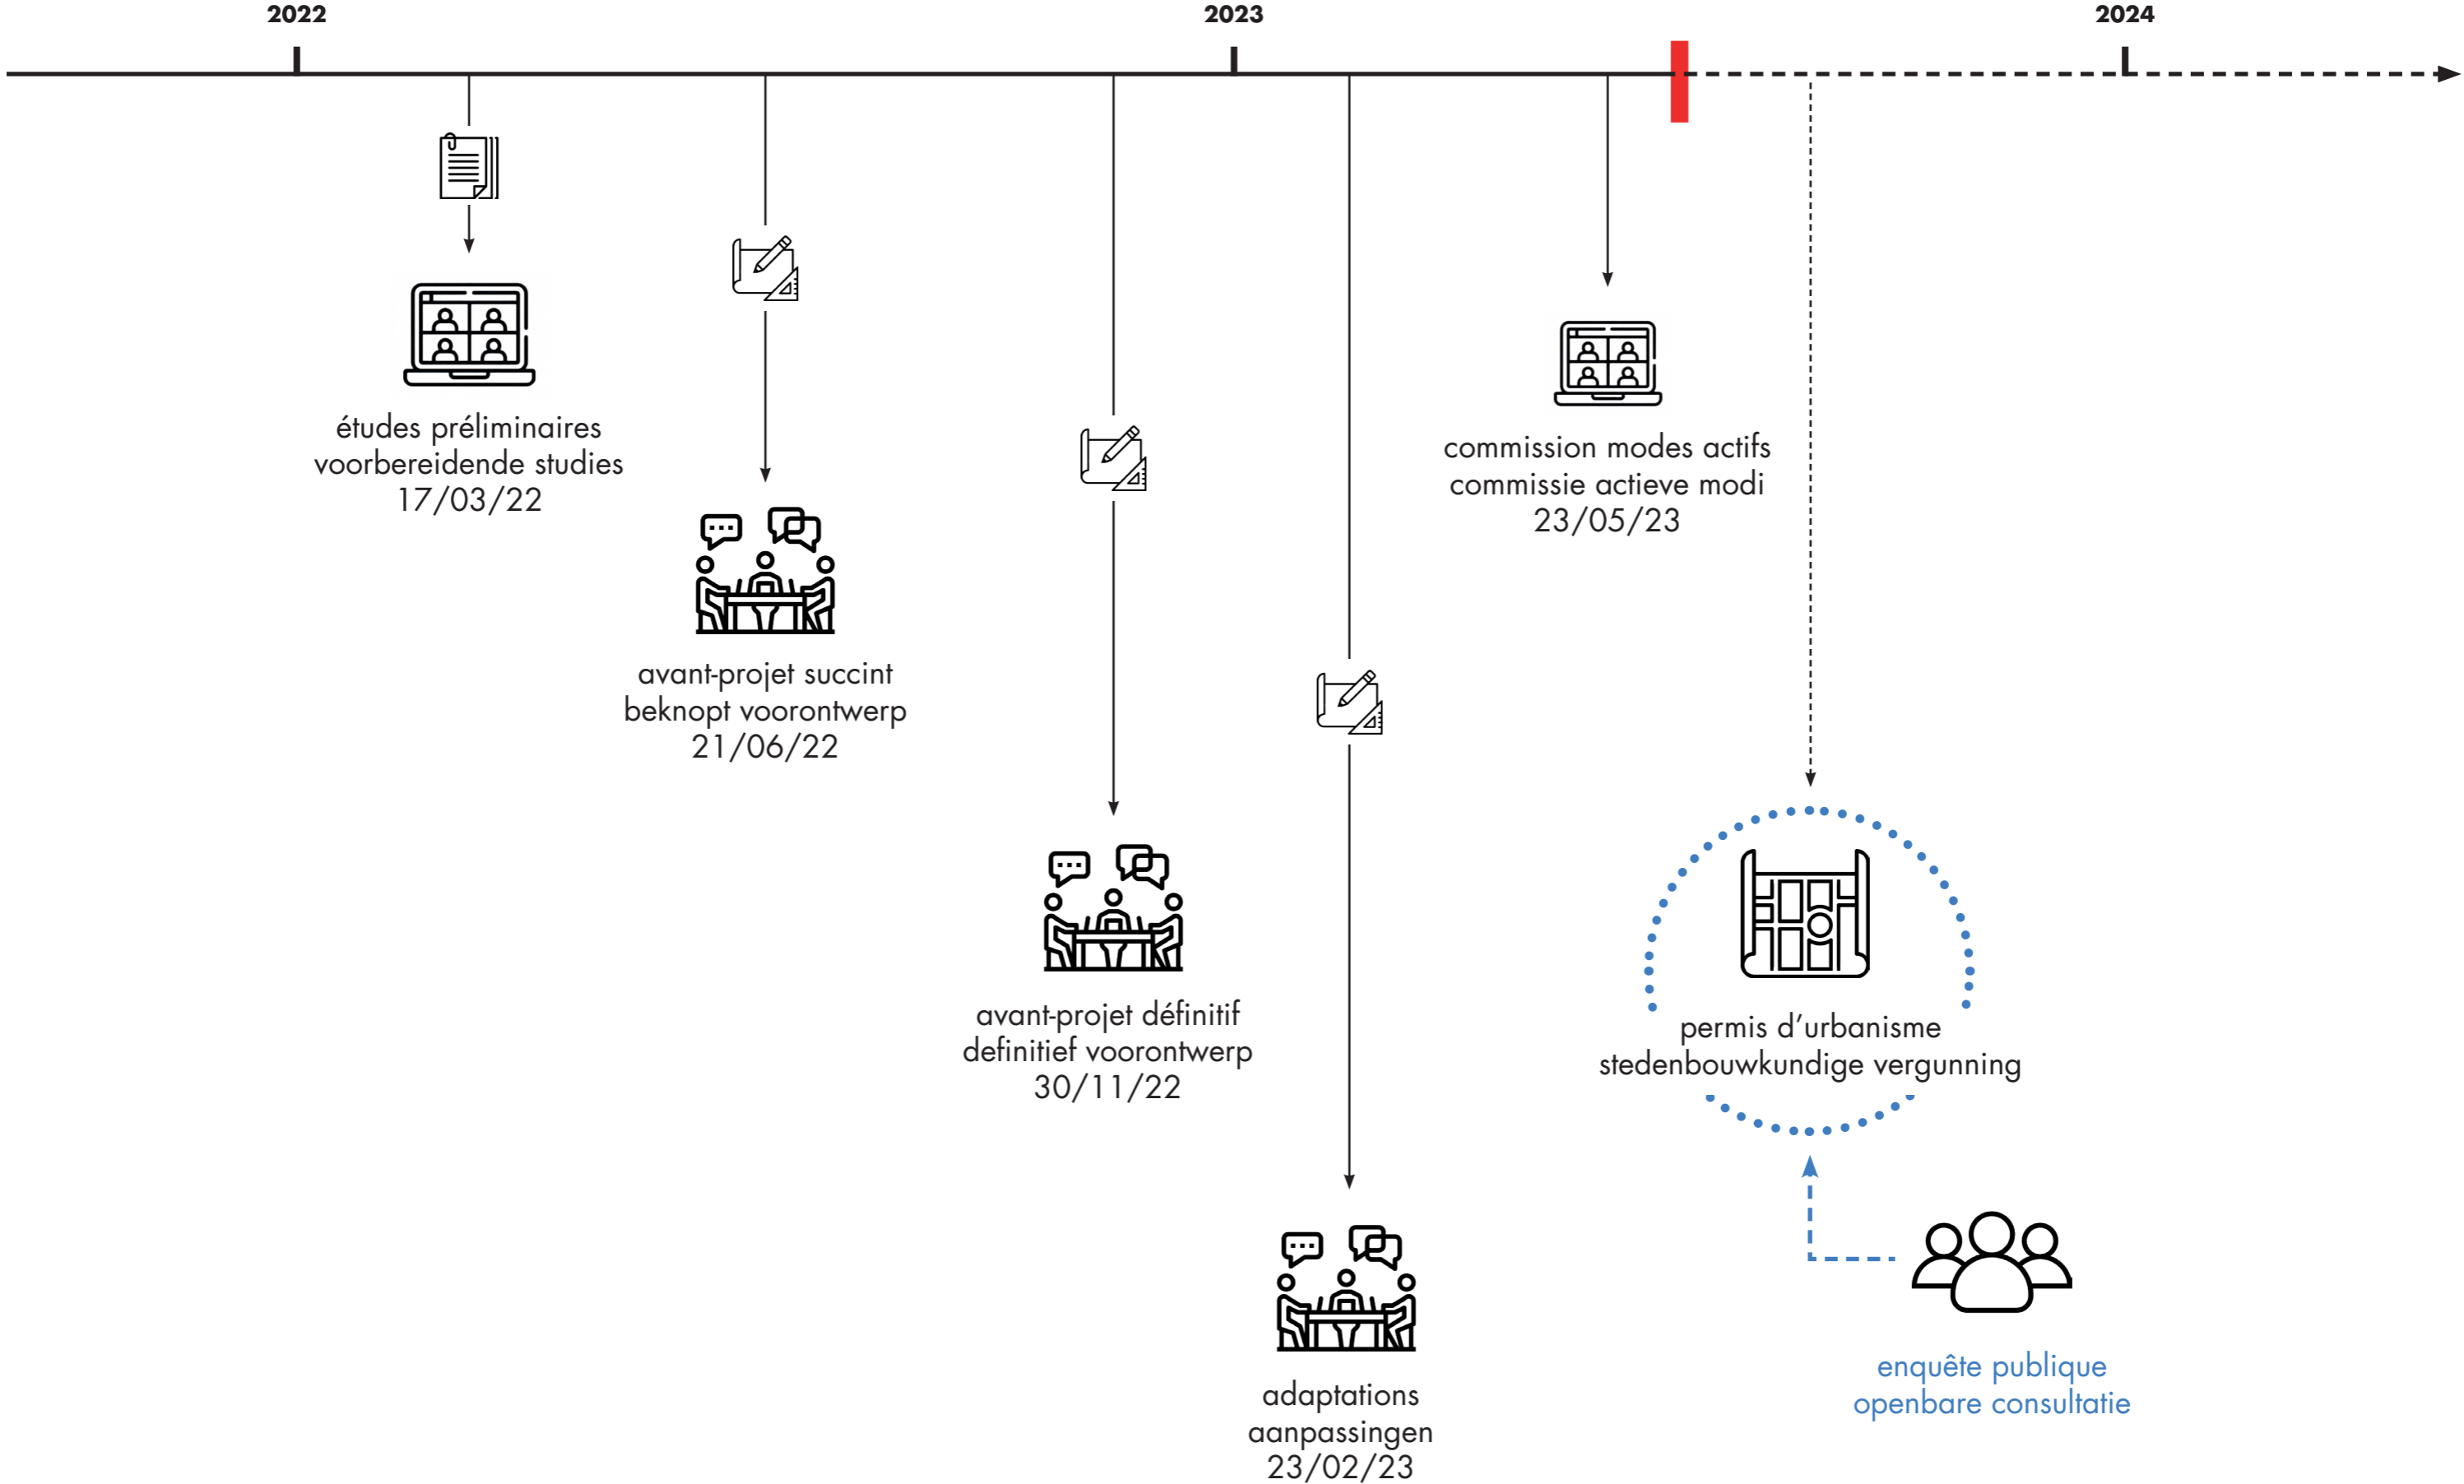 2022
2023
2024
études préliminaires
voorbereidende studies
17/03/22
avant-projet succint
beknopt voorontwerp
21/06/22
avant-projet définitif
definitief voorontwerp
30/11/22
adaptations
aanpassingen
23/02/23
commission modes actifs
commissie actieve modi
23/05/23
permis d’urbanisme
stedenbouwkundige vergunning
enquête publique
openbare consultatie